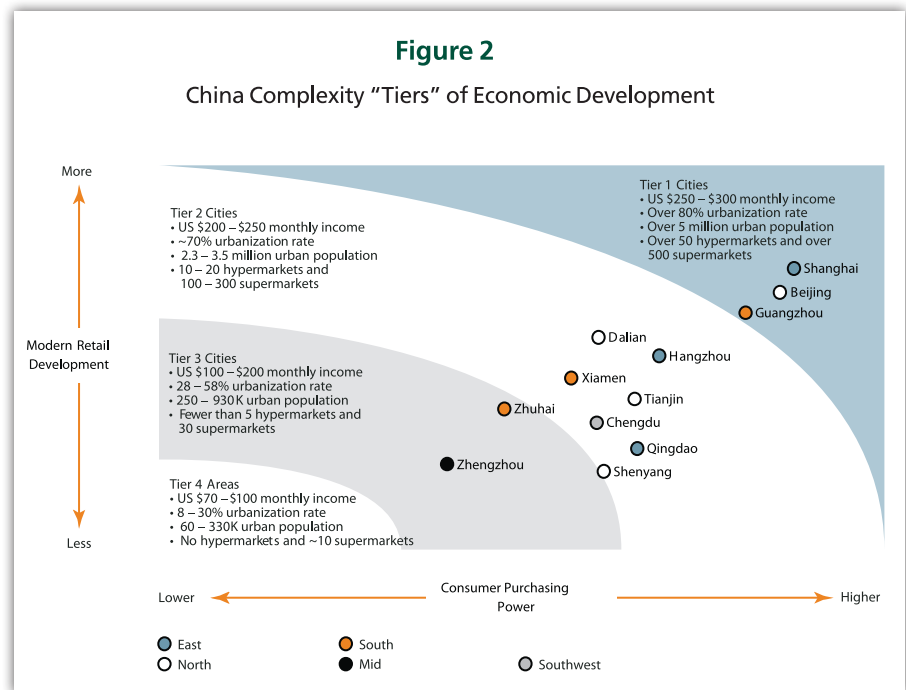 Figure 2
China Complexity “Tiers” of Economic Development
More
Modern Retail
Development
Less
Tier 1 Cities
• US $250 – $300 monthly income
• Over 80% urbanization rate
• Over 5 million urban population
• Over 50 hypermarkets and over
500 supermarkets
Tier 2 Cities
• US $200 – $250 monthly income
• ~70% urbanization rate
• 2.3 – 3.5 million urban population
• 10 – 20 hypermarkets and
100 – 300 supermarkets
Shanghai
Beijing
Guangzhou
Dalian
Hangzhou
Xiamen
Tianjin
Zhuhai
Chengdu
Qingdao
Zhengzhou
Shenyang
Tier 3 Cities
• US $100 – $200 monthly income
• 28 – 58% urbanization rate
• 250 – 930K urban population
• Fewer than 5 hypermarkets and
30 supermarkets
Tier 4 Areas
• US $70 – $100 monthly income
• 8 – 30% urbanization rate
• 60 – 330K urban population
• No hypermarkets and ~10 supermarkets
Lower
Consumer Purchasing
Power
Higher
East
South
North
Mid
Southwest